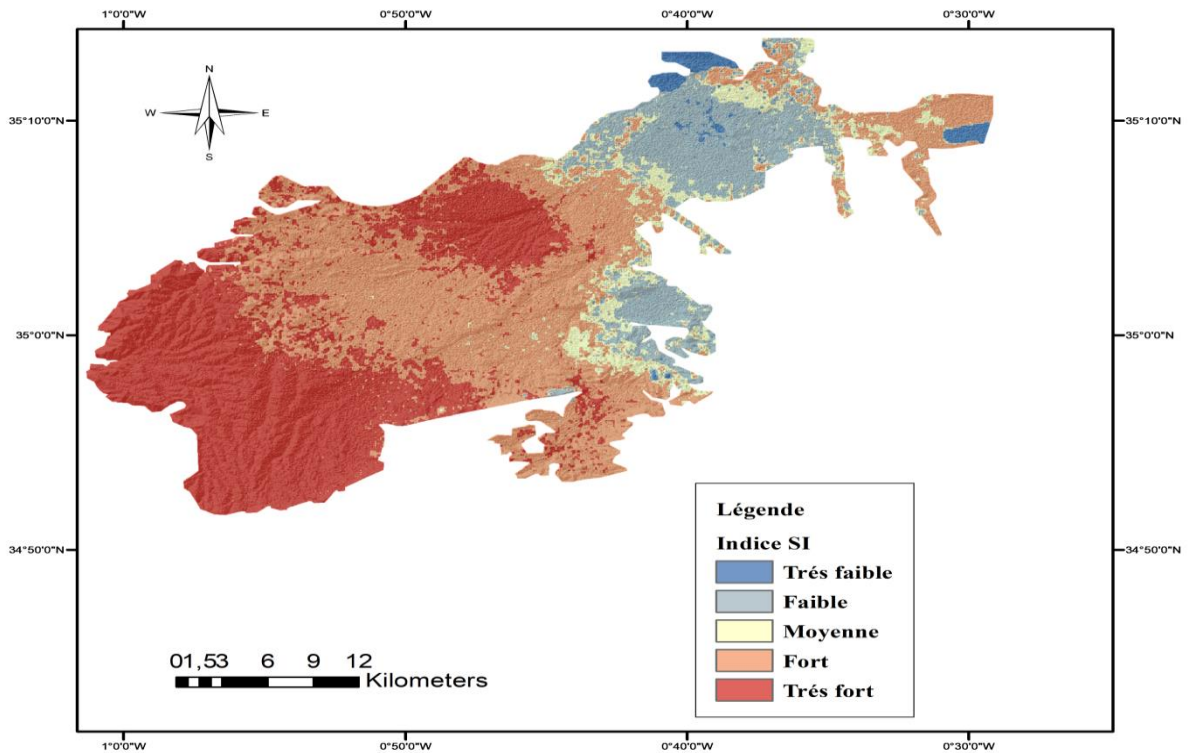 1°0'0"W 0°50'0"W 0°40'0"W 0°30'0"W
N
W E
S
35°10'0"N 35°10'0"N
35°0'0"N 35°0'0"N
34°50'0"N 34°50'0"N
Légende
Indice SI
Trés faible
Faible
Moyenne
Fort
Trés fort
01,53 6 9 12
Kilometers
1°0'0"W 0°50'0"W 0°40'0"W 0°30'0"W